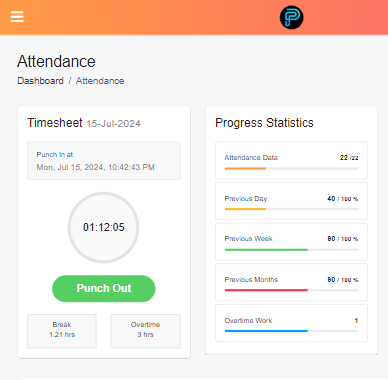 Attendance
Dashboard / Attendance
Timesheet 15-Jul-2024
Punch In at
Mon, Jul 15, 2024, 10:42:43 PM
01:12:05
Punch Out
Break
1.21 hrs
Overtime
3 hrs
Progress Statistics
Attendance Data 22 /22
Previous Day 40 / 100 %
Previous Week 90 / 100 %
Previous Months 90 / 100 %
Overtime Work 1